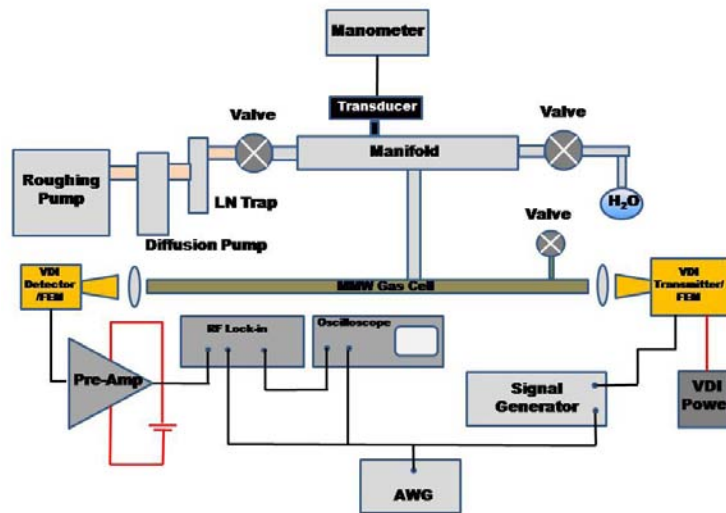 Manometer
Transducer
Valve
Valve
Manifold
Roughing
Pump
LN Trap
H₂O
Diffusion Pump
Valve
VDI
Detector
/FEM
MMW Gas Cell
VDI
Transmitter/
FEM
RF Lock-in
Oscilloscope
Pre-Amp
Signal
Generator
VDI
Power
AWG